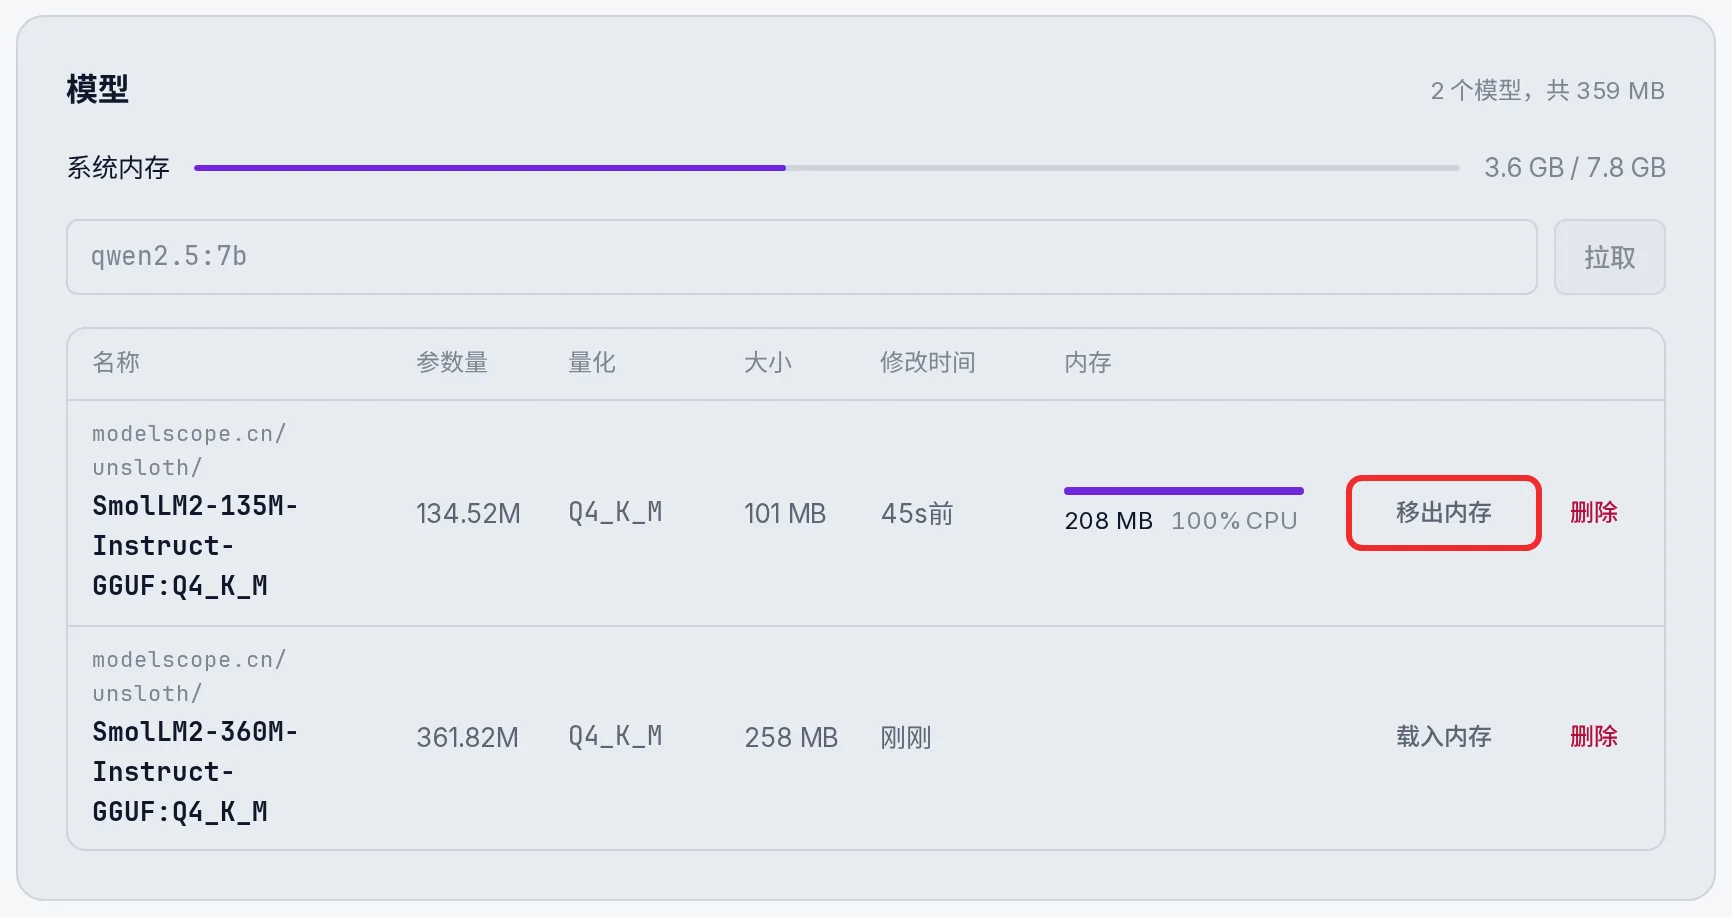 模型
2 个模型，共 359 MB
系统内存
3.6 GB / 7.8 GB
qwen2.5:7b
拉取
名称 参数量 量化 大小 修改时间 内存
modelscope.cn/
unsloth/
SmolLM2-135M-
Instruct-
GGUF:Q4_K_M
134.52M
Q4_K_M
101 MB
45s前
208 MB 100% CPU
移出内存
删除
modelscope.cn/
unsloth/
SmolLM2-360M-
Instruct-
GGUF:Q4_K_M
361.82M
Q4_K_M
258 MB
刚刚
载入内存
删除